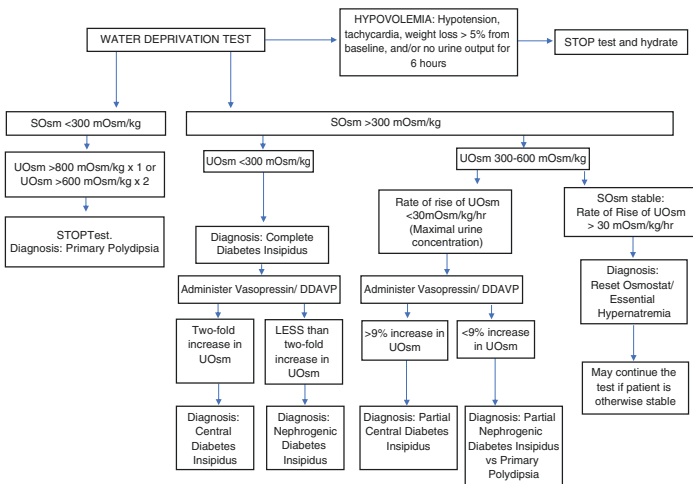 WATER DEPRIVATION TEST
HYPOVOLEMIA: Hypotension,
tachycardia, weight loss > 5% from
baseline, and/or no urine output for
6 hours
STOP test and hydrate
SOsm <300 mOsm/kg
SOsm >300 mOsm/kg
UOsm >800 mOsm/kg x 1 or
UOsm >600 mOsm/kg x 2
UOsm <300 mOsm/kg
UOsm 300-600 mOsm/kg
STOPTest.
Diagnosis: Primary Polydipsia
Diagnosis: Complete
Diabetes Insipidus
Rate of rise of UOsm
<30mOsm/kg/hr
(Maximal urine
concentration)
SOsm stable:
Rate of Rise of UOsm
> 30 mOsm/kg/hr
Administer Vasopressin/ DDAVP
Administer Vasopressin/ DDAVP
Diagnosis:
Reset Osmostat/
Essential
Hypernatremia
Two-fold
increase in
UOsm
LESS than
two-fold
increase in
UOsm
>9% increase
in UOsm
<9% increase
in UOsm
May continue
the test if
patient is
otherwise stable
Diagnosis:
Central
Diabetes
Insipidus
Diagnosis:
Nephrogenic
Diabetes
Insipidus
Diagnosis: Partial
Central Diabetes
Insipidus
Diagnosis: Partial
Nephrogenic
Diabetes Insipidus
vs Primary
Polydipsia